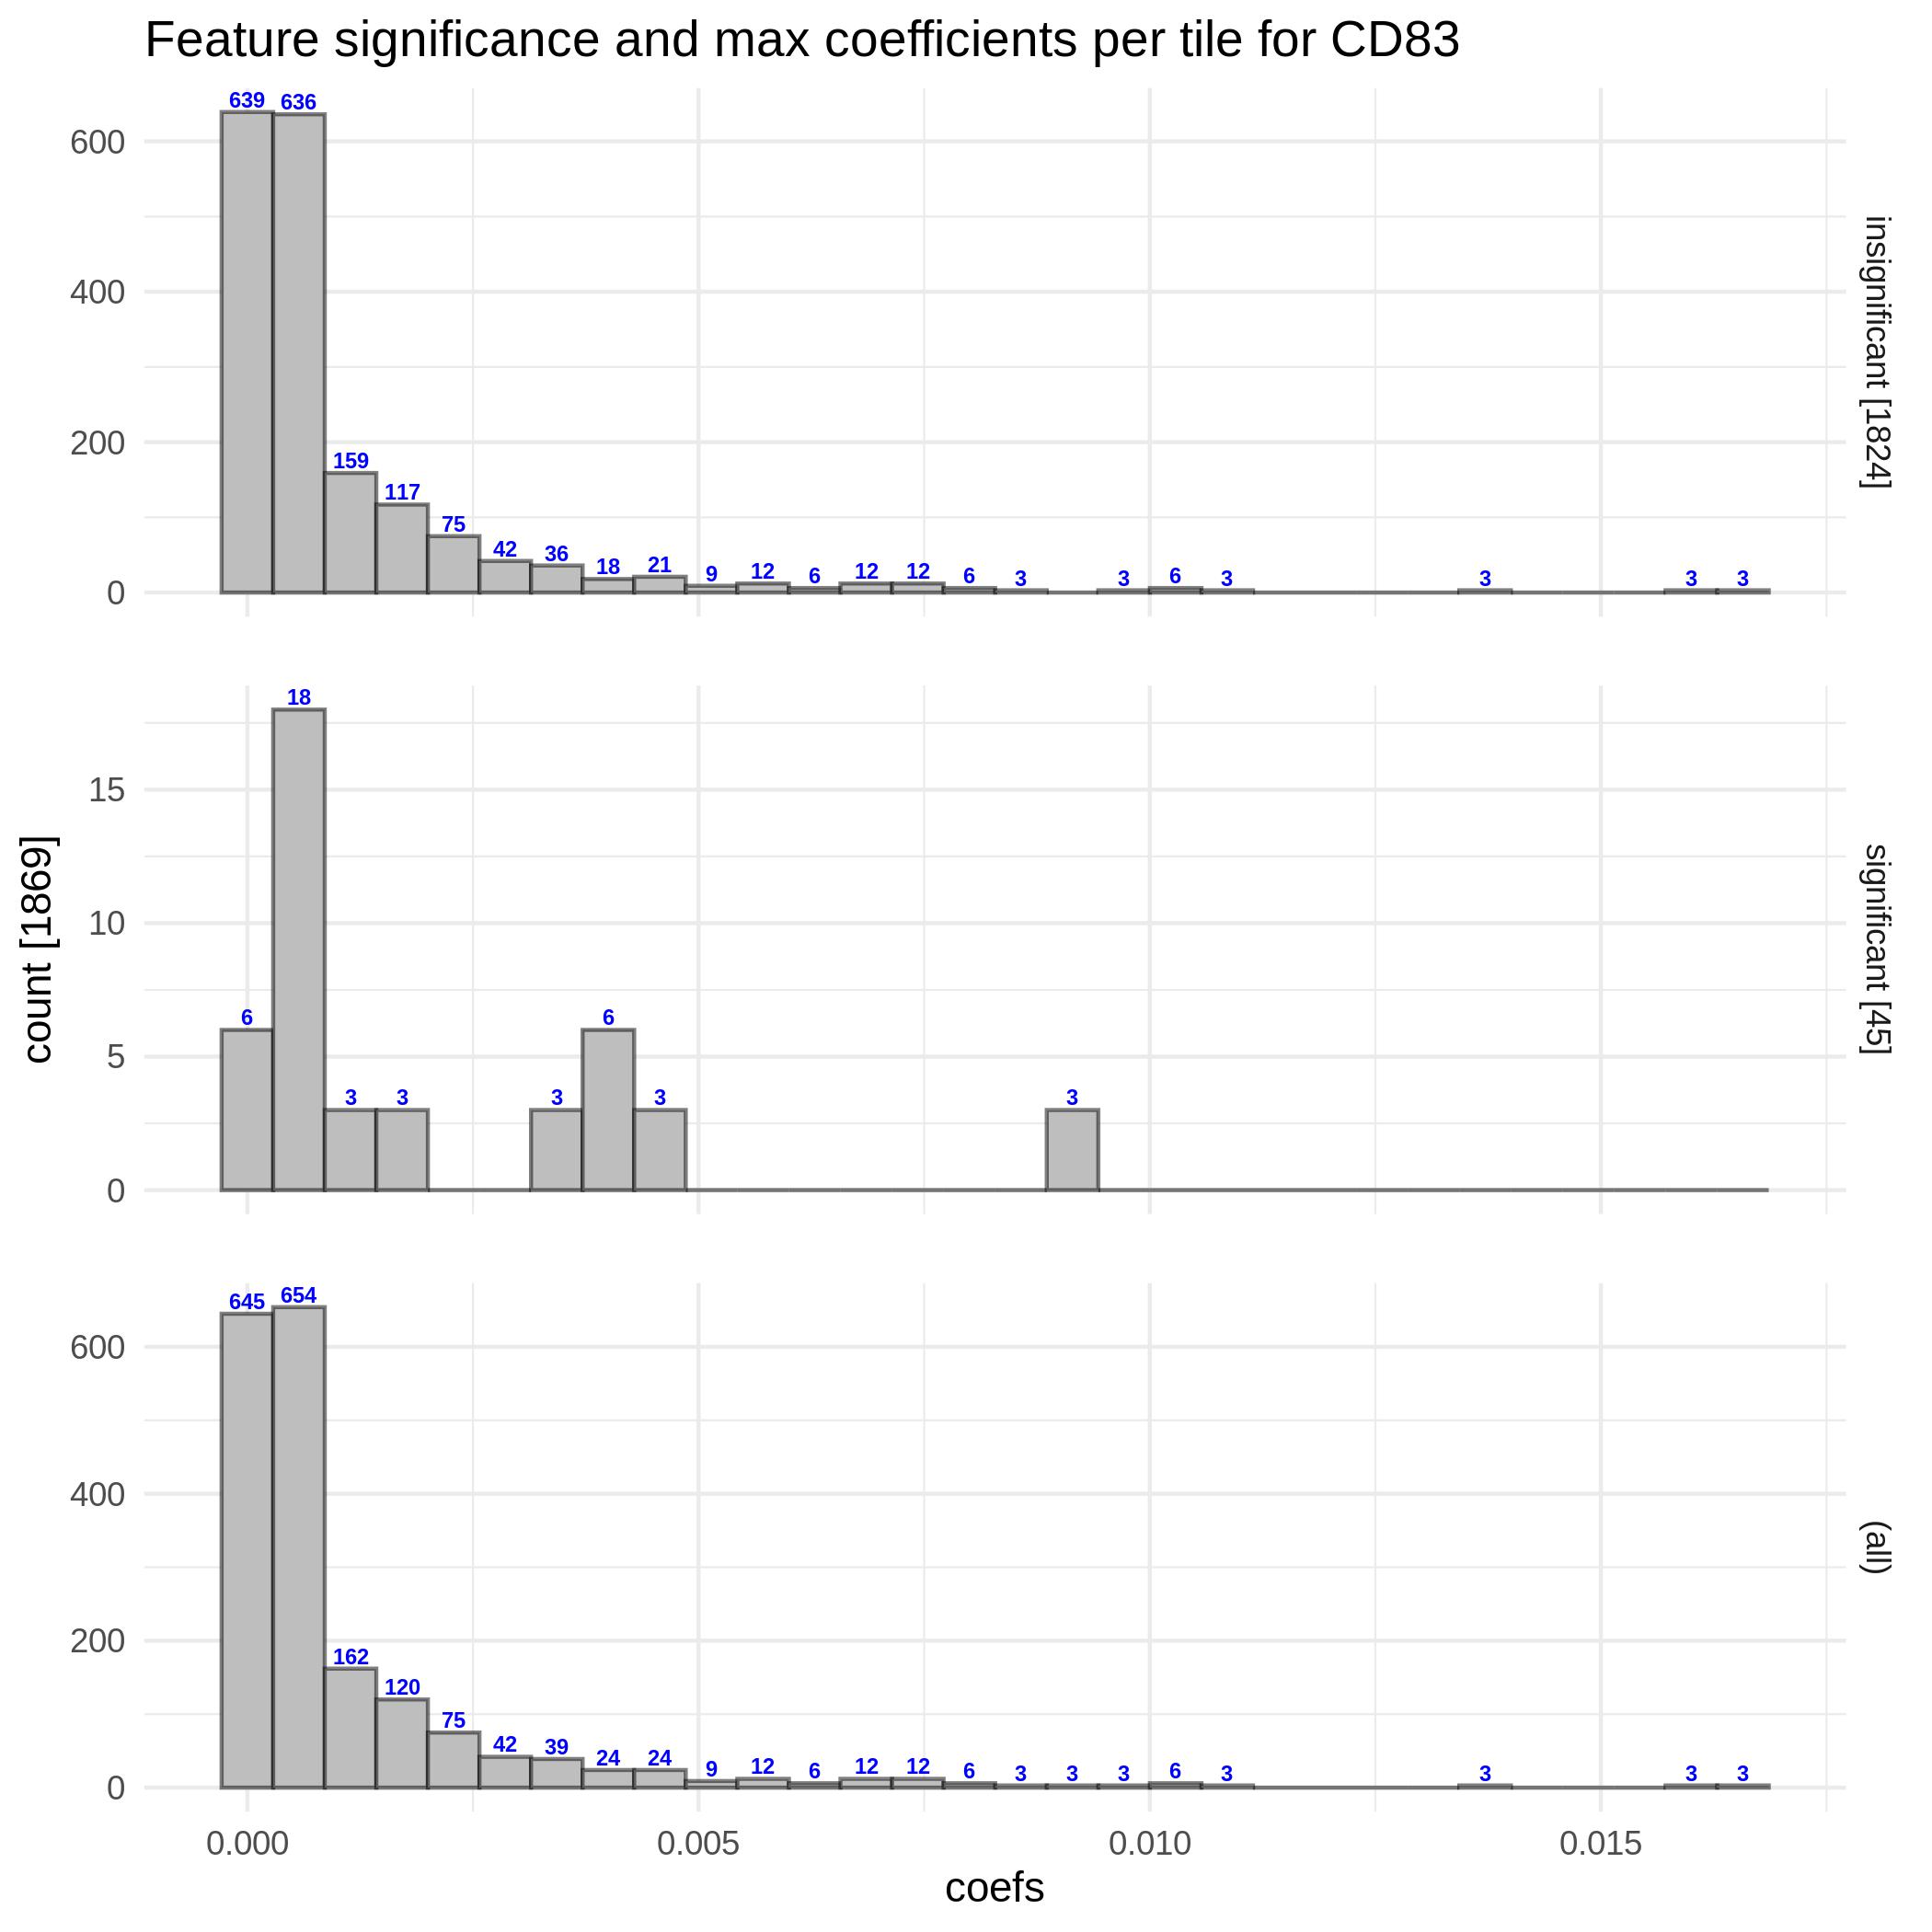 Feature significance and max coefficients per tile for CD83
639 636 159 117 75 42 36 18 21 9 12 6 12 12 6 3 3 6 3 3 3 3
600
400
200
0
insignificant [1824]
18 6 3 3 3 6 3 3
15
10
5
0
significant [45]
count [1869]
645 654 162 120 75 42 39 24 24 9 12 6 12 12 6 3 3 3 6 3 3 3 3
600
400
200
0
(all)
0.000 0.005 0.010 0.015
coefs